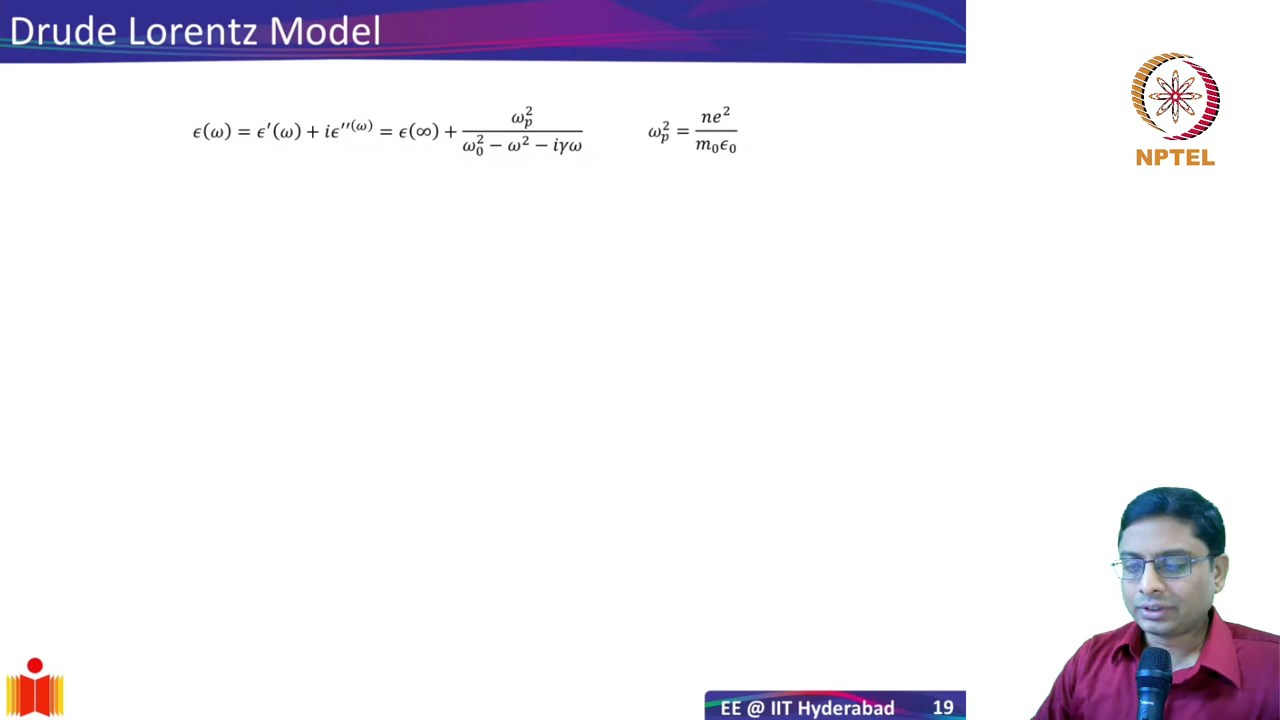 Drude Lorentz Model
ϵ(ω) = ϵ′(ω) + iϵ′′(ω) = ϵ(∞) + ω_p^2 / (ω_0^2 − ω^2 − iγω)    ω_p^2 = ne^2 / (m_0ϵ_0)
NPTEL
EE @ IIT Hyderabad 19